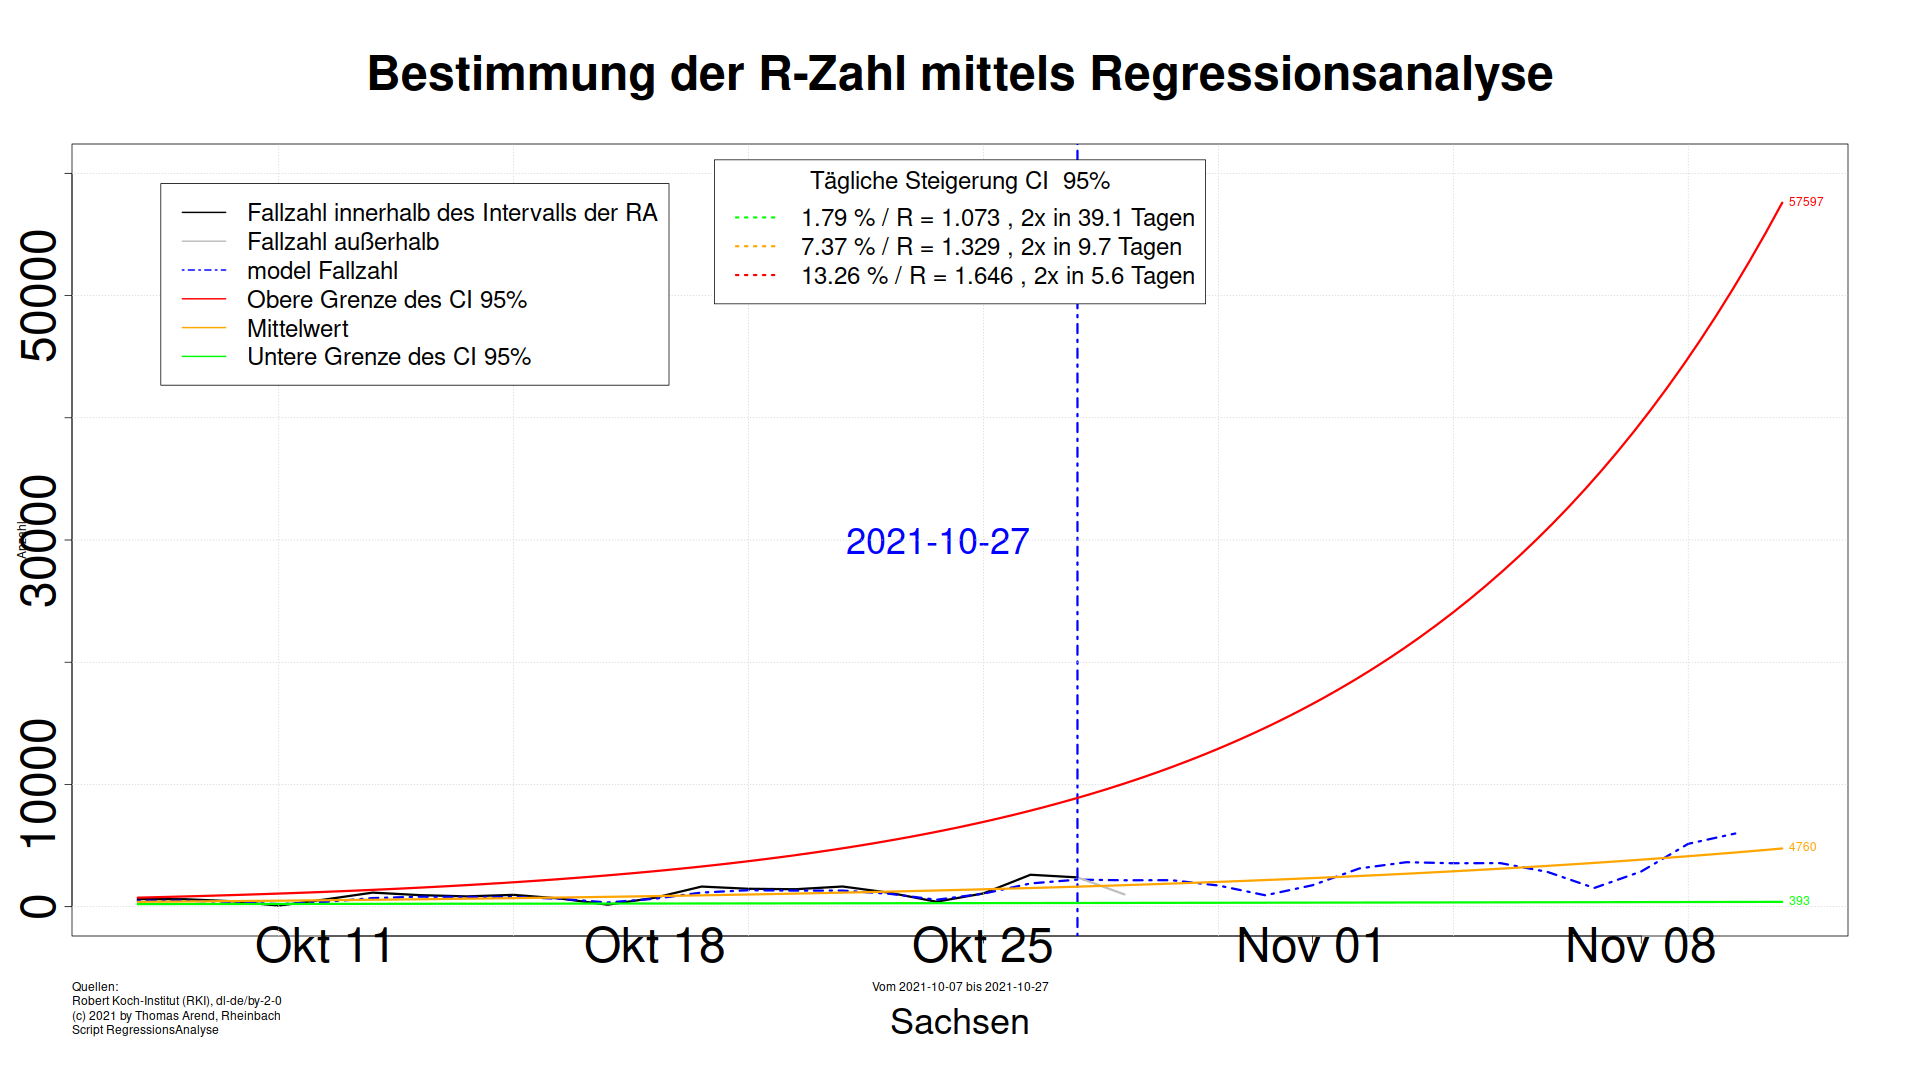 Bestimmung der R-Zahl mittels Regressionsanalyse
Tägliche Steigerung CI  95%
1.79 % / R = 1.073 , 2x in 39.1 Tagen
7.37 % / R = 1.329 , 2x in 9.7 Tagen
13.26 % / R = 1.646 , 2x in 5.6 Tagen
Fallzahl innerhalb des Intervalls der RA
Fallzahl außerhalb
model Fallzahl
Obere Grenze des CI 95%
Mittelwert
Untere Grenze des CI 95%
57597
50000
30000
10000
0
Anzahl
2021-10-27
4760
393
Okt 11
Okt 18
Okt 25
Nov 01
Nov 08
Quellen:
Robert Koch-Institut (RKI), dl-de/by-2-0
(c) 2021 by Thomas Arend, Rheinbach
Script RegressionsAnalyse
Vom 2021-10-07 bis 2021-10-27
Sachsen